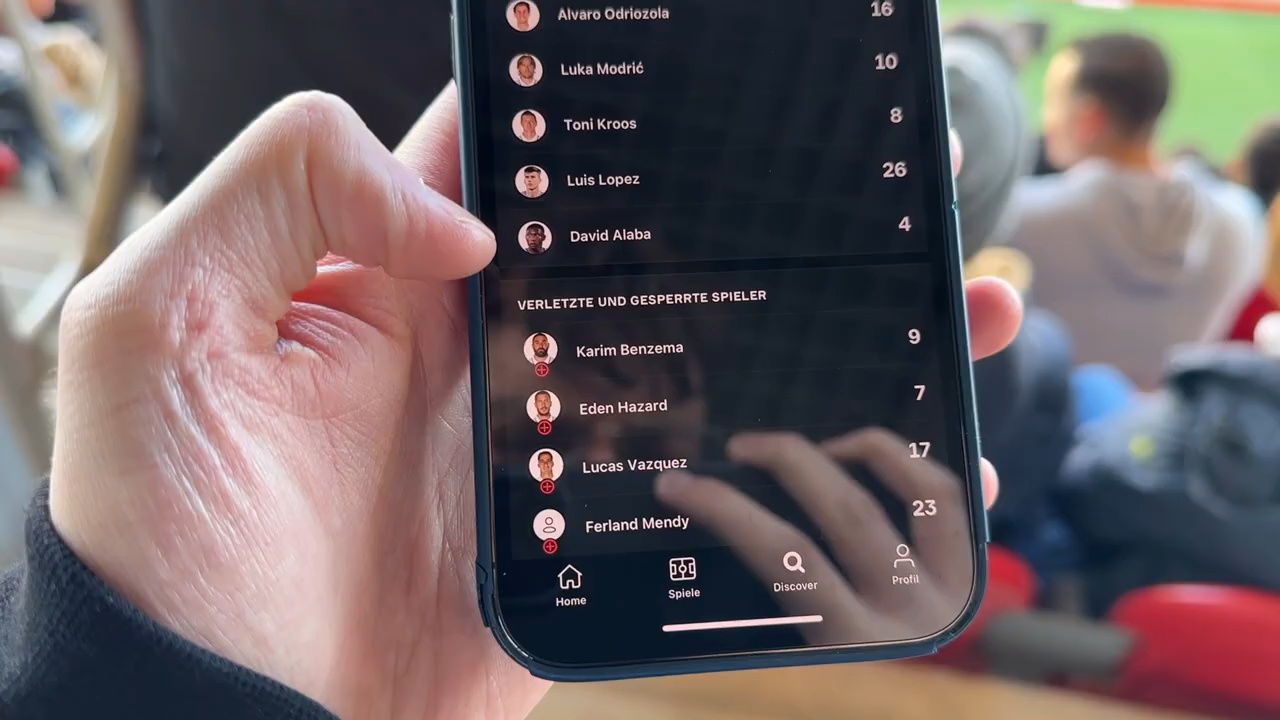 Alvaro Odriozola 16
Luka Modrić 10
Toni Kroos 8
Luis Lopez 26
David Alaba 4
VERLETZTE UND GESPERRTE SPIELER
Karim Benzema 9
Eden Hazard 7
Lucas Vazquez 17
Ferland Mendy 23
Home Spiele Discover Profil